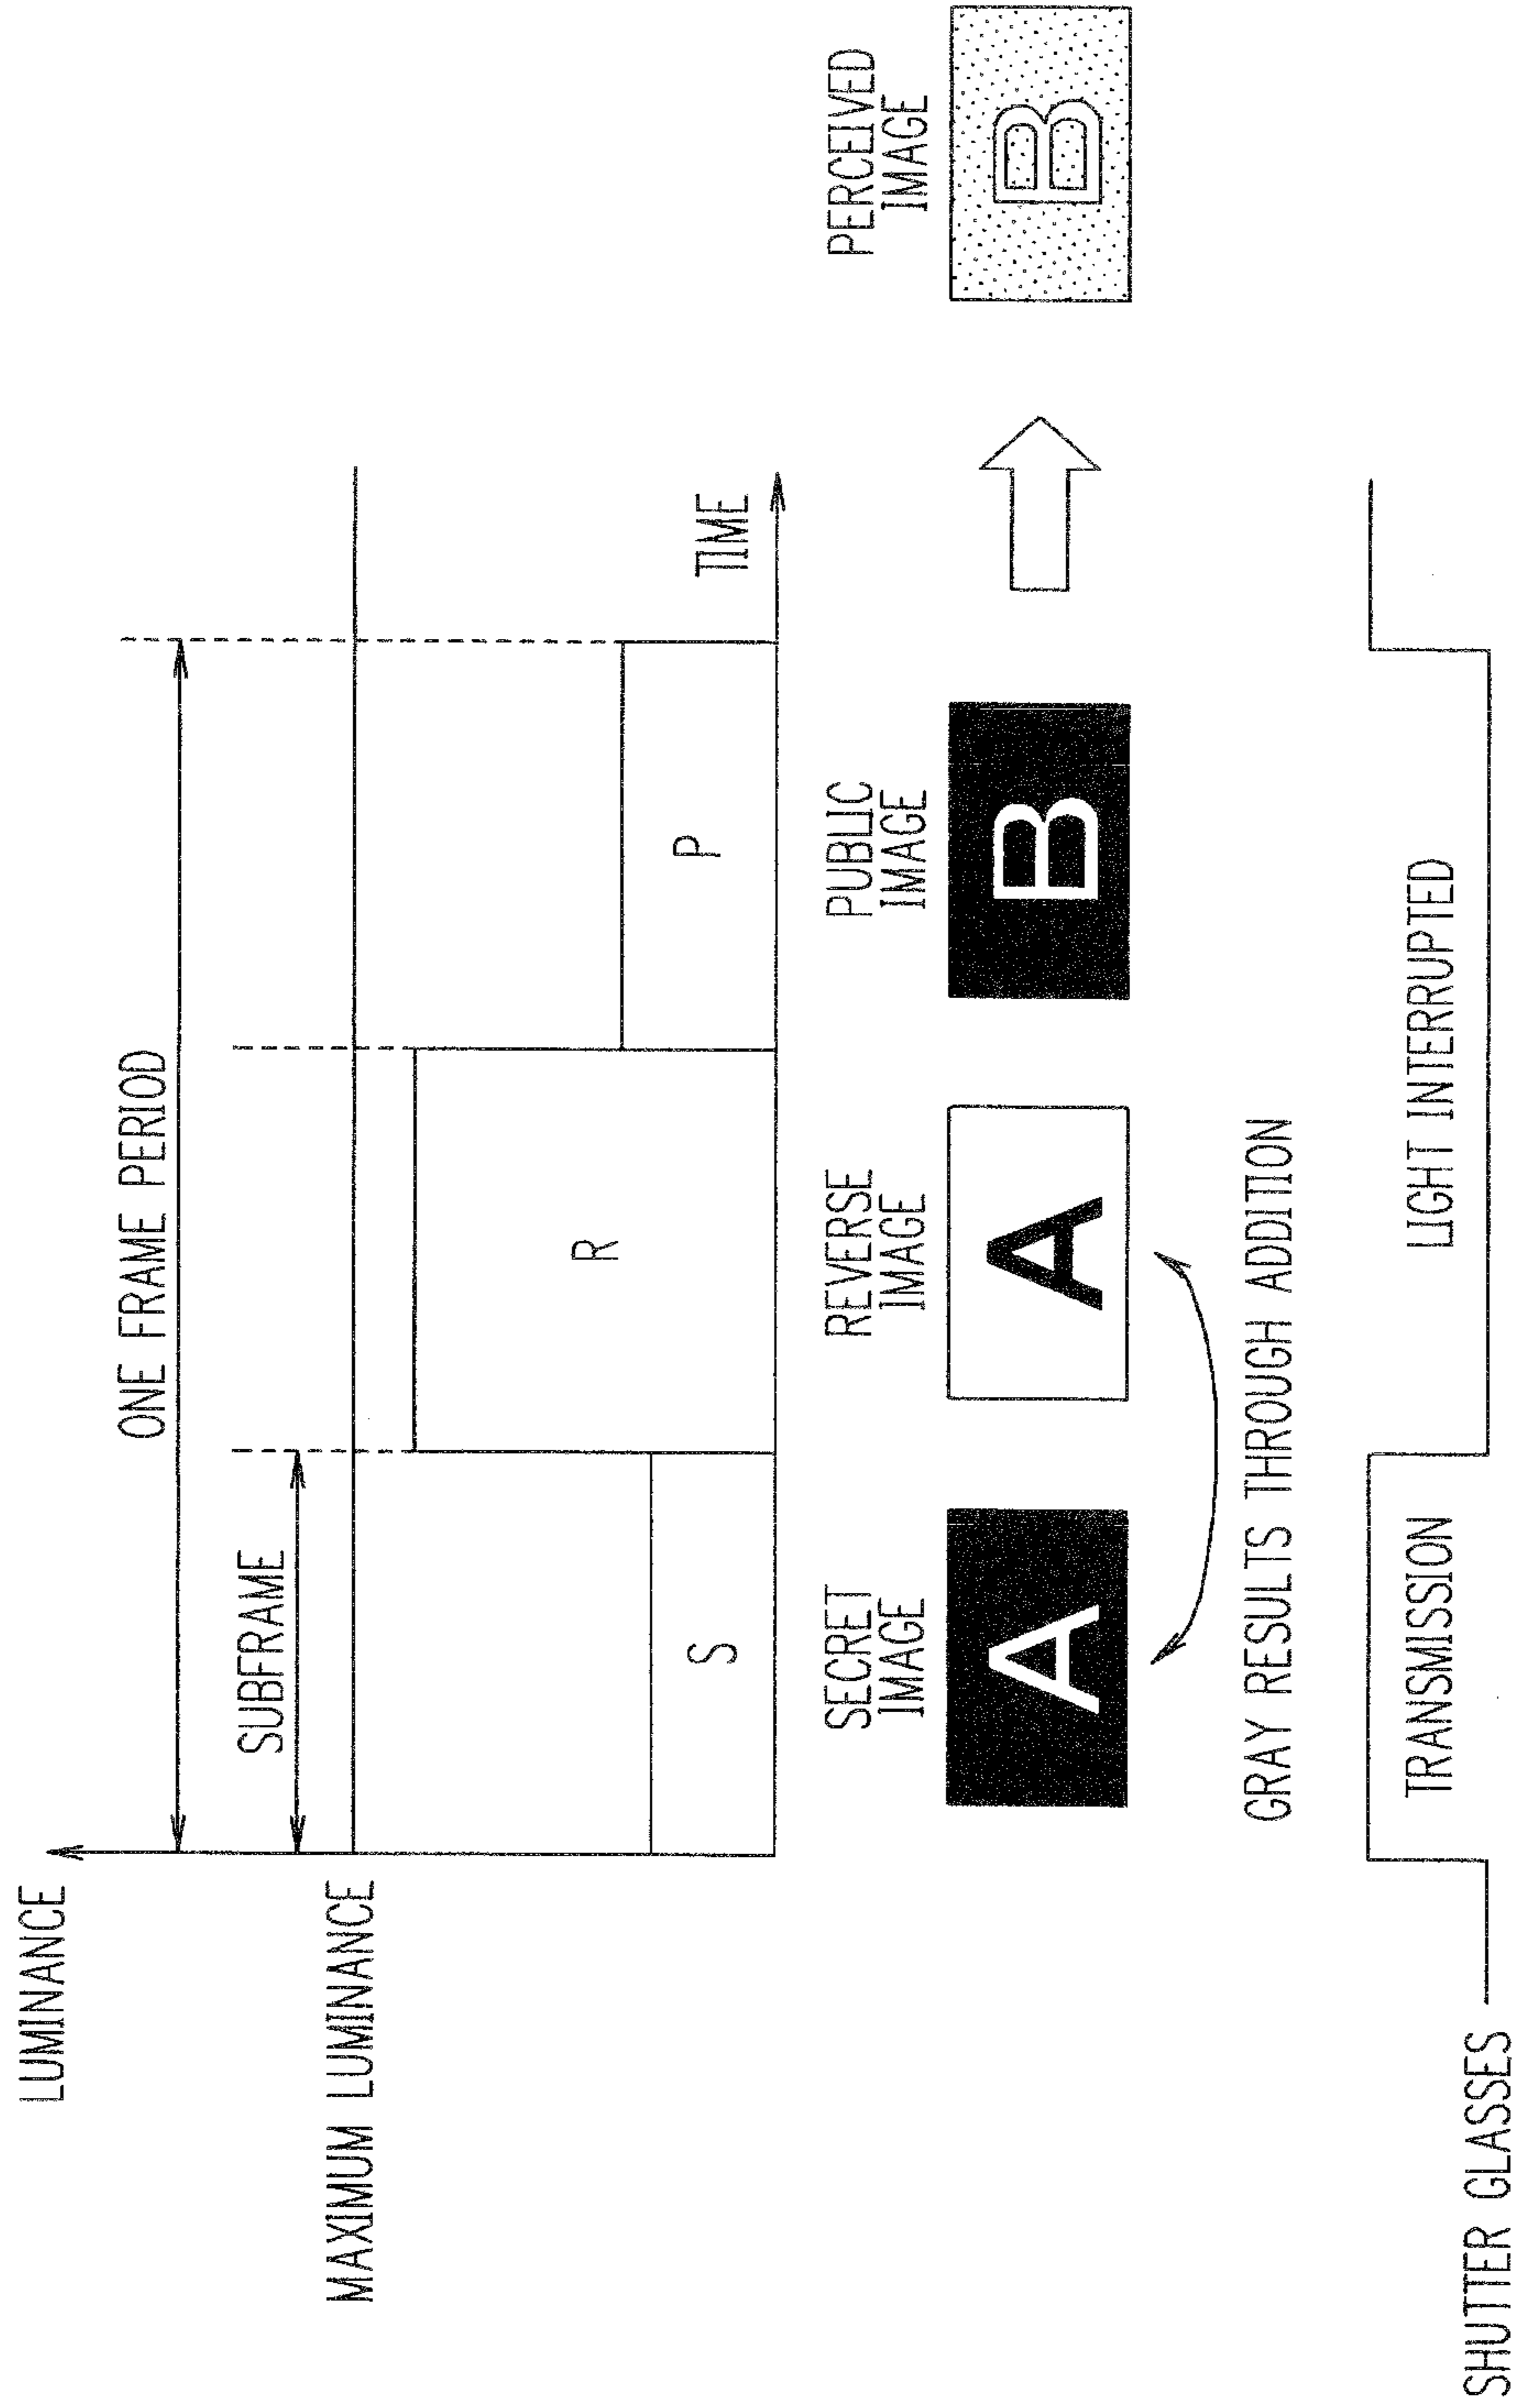 LUMINANCE
ONE FRAME PERIOD
SUBFRAME
MAXIMUM LUMINANCE
S
R
P
TIME
SECRET
IMAGE
REVERSE
IMAGE
PUBLIC
IMAGE
PERCEIVED
IMAGE
A
A
B
B
GRAY RESULTS THROUGH ADDITION
TRANSMISSION
LIGHT INTERRUPTED
SHUTTER GLASSES